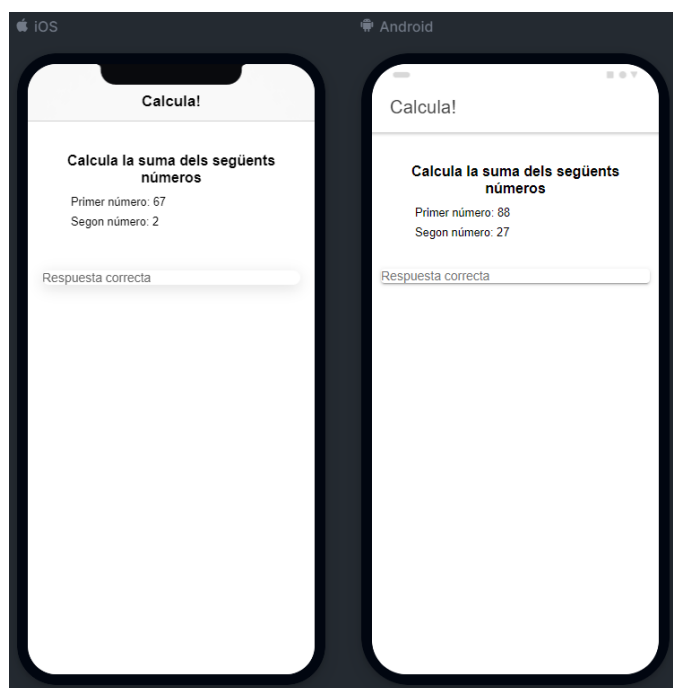 iOS
Calcula!
Calcula la suma dels següents
números
Primer número: 67
Segon número: 2
Respuesta correcta
Android
Calcula!
Calcula la suma dels següents
números
Primer número: 88
Segon número: 27
Respuesta correcta